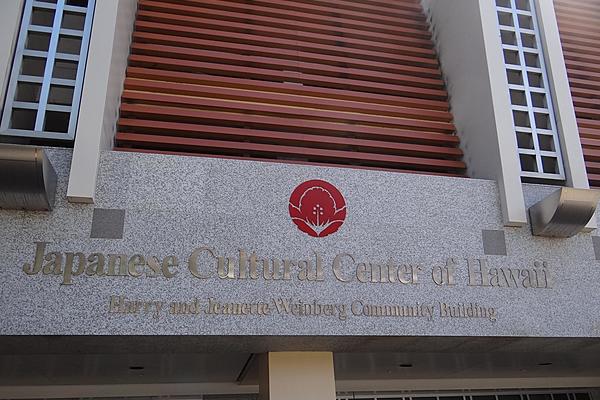 Japanese Cultural Center of Hawaii
Harry and Jeanette Weinberg Community Building